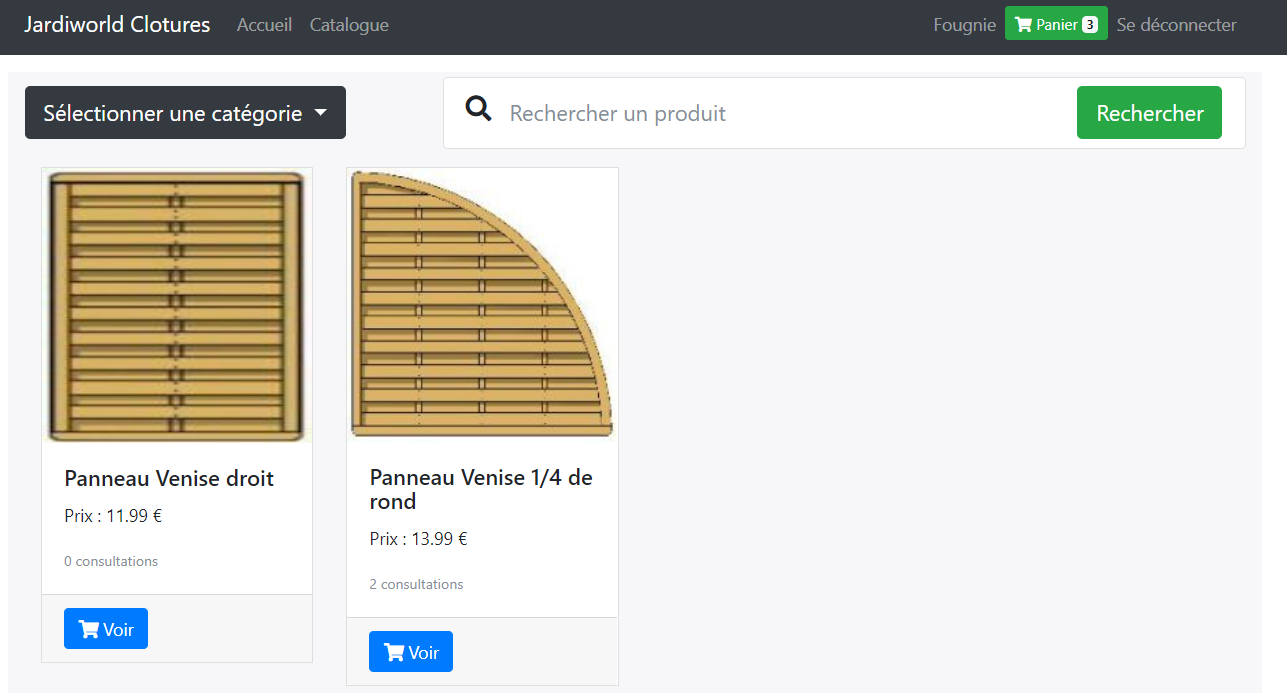 Jardiworld Clotures Accueil Catalogue Fougnie Panier 3 Se déconnecter
Sélectionner une catégorie Rechercher un produit Rechercher
Panneau Venise droit
Prix : 11.99 €
0 consultations
Voir
Panneau Venise 1/4 de
rond
Prix : 13.99 €
2 consultations
Voir